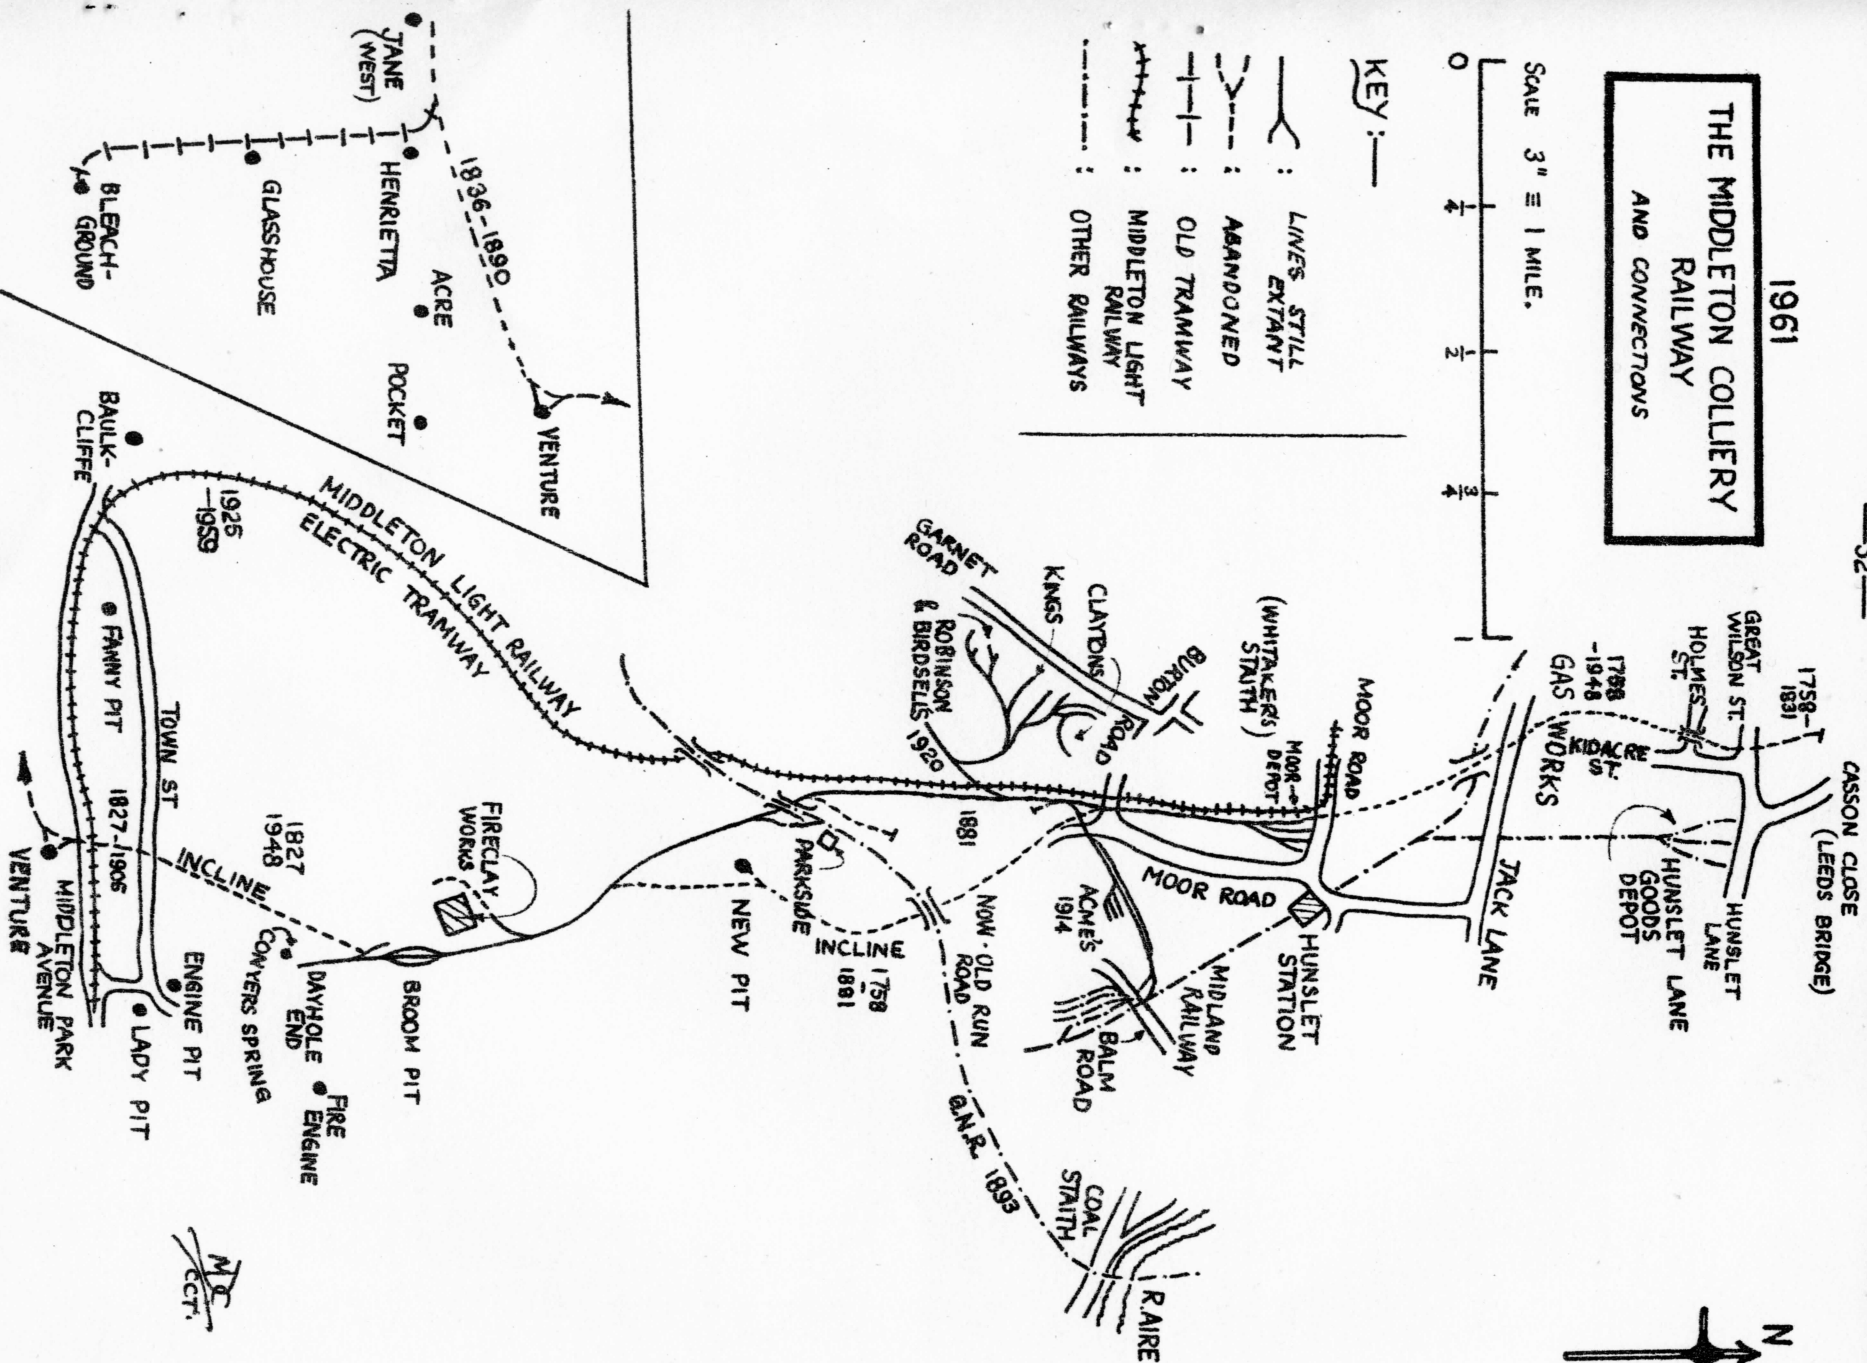 —32—
1961
THE MIDDLETON COLLIERY
RAILWAY
AND CONNECTIONS
SCALE 3" ≡ 1 MILE.
0 ¼ ½ ¾ 1
KEY:—
: LINES STILL
EXTANT
: ABANDONED
: OLD TRAMWAY
: MIDDLETON LIGHT
RAILWAY
: OTHER RAILWAYS
N
CASSON CLOSE
(LEEDS BRIDGE)
1758-
1831
GREAT
WILSON ST.
HOLMES
ST.
HUNSLET
LANE
KIDACRE
ST.
HUNSLET LANE
GOODS
DEPOT
1758
-1948
GAS WORKS
JACK LANE
MOOR ROAD
MOOR
DEPOT
(WHITAKER'S
STAITH)
HUNSLET
STATION
MOOR ROAD
MIDLAND
RAILWAY
BURTON
ROAD
CLAYTONS
KINGS
GARNET
ROAD
ROBINSON
& BIRDSELLS 1920
BALM
ROAD
ACME'S
1914
R. AIRE
COAL
STAITH
1881
NOW · OLD RUN
ROAD
G.N.R. 1893
INCLINE
1758
—
1881
PARKSIDE
NEW PIT
MIDDLETON LIGHT RAILWAY
ELECTRIC TRAMWAY
1925
-1959
FIRECLAY
WORKS
BROOM PIT
DAYHOLE
END
FIRE
ENGINE
CONYERS SPRING
1827
1948
INCLINE
ENGINE PIT
LADY PIT
TOWN ST
1827-1906
FANNY PIT
BAULK-
CLIFFE
MIDDLETON PARK
AVENUE
VENTURE
JANE
(WEST)
1836-1890
VENTURE
HENRIETTA
ACRE
POCKET
GLASSHOUSE
BLEACH-
GROUND
MC
CCT.